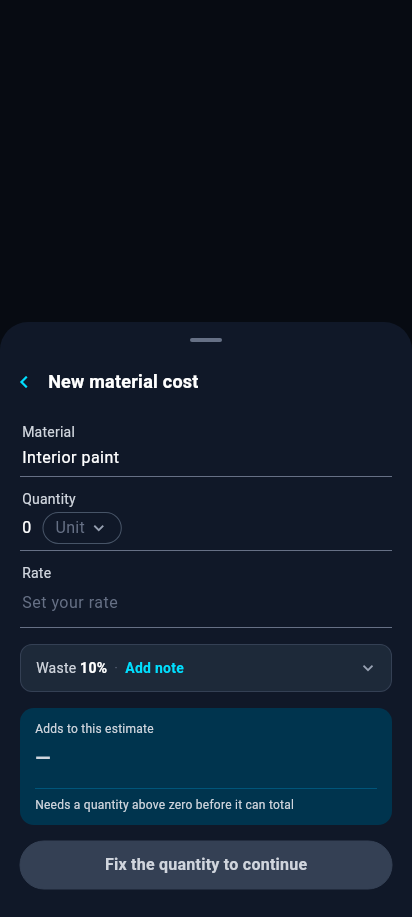 New material cost
Material
Interior paint
Quantity
0 Unit
Rate
Set your rate
Waste 10% · Add note
Adds to this estimate
—
Needs a quantity above zero before it can total
Fix the quantity to continue